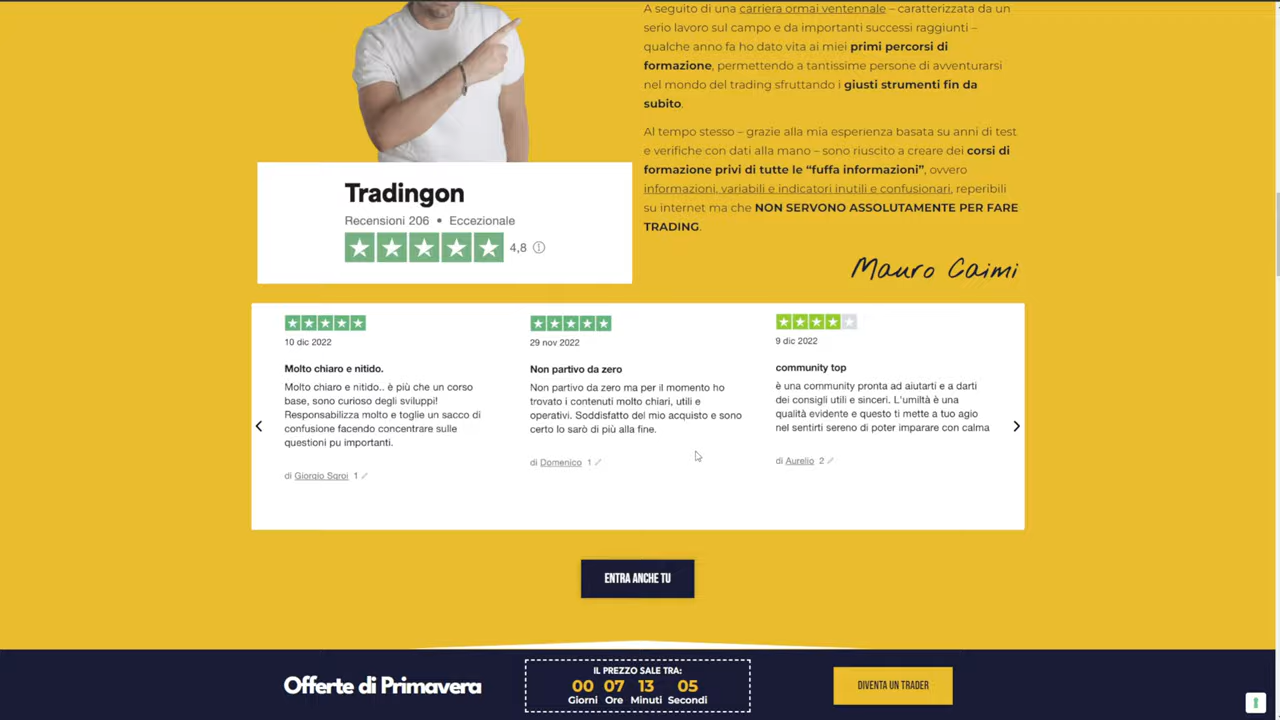 A seguito di una carriera ormai ventennale – caratterizzata da un
serio lavoro sul campo e da importanti successi raggiunti –
qualche anno fa ho dato vita ai miei primi percorsi di
formazione, permettendo a tantissime persone di avventurarsi
nel mondo del trading sfruttando i giusti strumenti fin da
subito.
Al tempo stesso – grazie alla mia esperienza basata su anni di test
e verifiche con dati alla mano – sono riuscito a creare dei corsi di
formazione privi di tutte le “fuffa informazioni”, ovvero
informazioni, variabili e indicatori inutili e confusionari, reperibili
su internet ma che NON SERVONO ASSOLUTAMENTE PER FARE
TRADING.
Mauro Caimi
Tradingon
Recensioni 206 • Eccezionale
4,8
10 dic 2022
Molto chiaro e nitido.
Molto chiaro e nitido.. è più che un corso
base, sono curioso degli sviluppi!
Responsabilizza molto e toglie un sacco di
confusione facendo concentrare sulle
questioni pu importanti.
di Giorgio Sgroi 1
29 nov 2022
Non partivo da zero
Non partivo da zero ma per il momento ho
trovato i contenuti molto chiari, utili e
operativi. Soddisfatto del mio acquisto e sono
certo lo sarò di più alla fine.
di Domenico 1
9 dic 2022
community top
è una community pronta ad aiutarti e a darti
dei consigli utili e sinceri. L'umiltà è una
qualità evidente e questo ti mette a tuo agio
nel sentirti sereno di poter imparare con calma
di Aurelio 2
ENTRA ANCHE TU
Offerte di Primavera
IL PREZZO SALE TRA:
00 07 13 05
Giorni Ore Minuti Secondi
DIVENTA UN TRADER